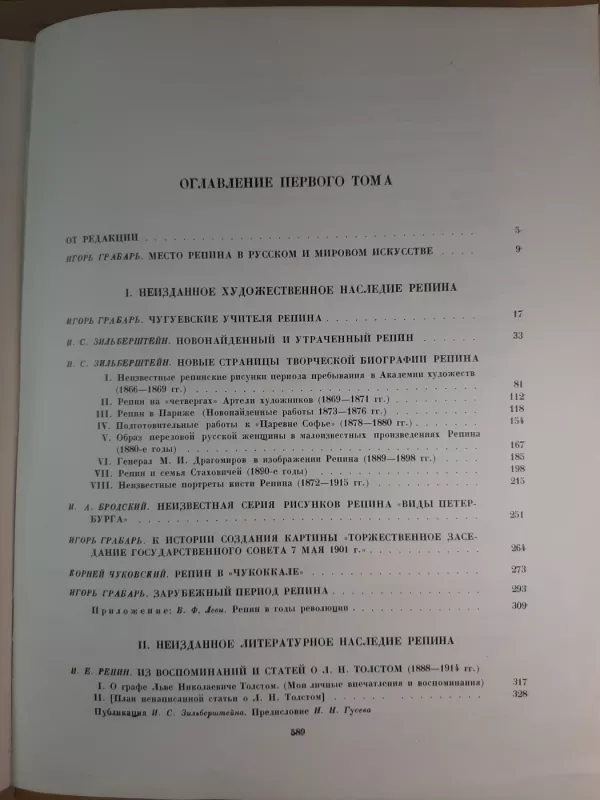 ОГЛАВЛЕНИЕ ПЕРВОГО ТОМА
ОТ РЕДАКЦИИ . . . . . . . . . . 5
ИГОРЬ ГРАБАРЬ. МЕСТО РЕПИНА В РУССКОМ И МИРОВОМ ИСКУССТВЕ . . . . 9
I. НЕИЗДАННОЕ ХУДОЖЕСТВЕННОЕ НАСЛЕДИЕ РЕПИНА
ИГОРЬ ГРАБАРЬ. ЧУГУЕВСКИЕ УЧИТЕЛЯ РЕПИНА . . . . . . . . . . 17
И. С. ЗИЛЬБЕРШТЕЙН. НОВОНАЙДЕННЫЙ И УТРАЧЕННЫЙ РЕПИН . . . . . 33
И. С. ЗИЛЬБЕРШТЕЙН. НОВЫЕ СТРАНИЦЫ ТВОРЧЕСКОЙ БИОГРАФИИ РЕПИНА
I. Неизвестные репинские рисунки периода пребывания в Академии художеств
(1866—1869 гг.) . . . . . . . . . . 81
II. Репин на «четвергах» Артели художников (1869—1871 гг.) . . . . . . 112
III. Репин в Париже (Новонайденные работы 1873—1876 гг.) . . . . . . 118
IV. Подготовительные работы к «Царевне Софье» (1878—1880 гг.) . . . . . 154
V. Образ передовой русской женщины в малоизвестных произведениях Репина
(1880-е годы) . . . . . . . . . . 167
VI. Генерал М. И. Драгомиров в изображении Репина (1889—1898 гг.) . . . . 185
VII. Репин и семья Стаховичей (1890-е годы) . . . . . . . . . . 198
VIII. Неизвестные портреты кисти Репина (1872—1915 гг.) . . . . . . 215
И. А. БРОДСКИЙ. НЕИЗВЕСТНАЯ СЕРИЯ РИСУНКОВ РЕПИНА «ВИДЫ ПЕТЕР-
БУРГА» . . . . . . . . . . 251
ИГОРЬ ГРАБАРЬ. К ИСТОРИИ СОЗДАНИЯ КАРТИНЫ «ТОРЖЕСТВЕННОЕ ЗАСЕ-
ДАНИЕ ГОСУДАРСТВЕННОГО СОВЕТА 7 МАЯ 1901 г.» . . . . . . . . 264
КОРНЕЙ ЧУКОВСКИЙ. РЕПИН В «ЧУКОККАЛЕ» . . . . . . . . . . 273
ИГОРЬ ГРАБАРЬ. ЗАРУБЕЖНЫЙ ПЕРИОД РЕПИНА . . . . . . . . . . 293
Приложение: В. Ф. Леви. Репин в годы революции . . . . . . . . 309
II. НЕИЗДАННОЕ ЛИТЕРАТУРНОЕ НАСЛЕДИЕ РЕПИНА
И. Е. РЕПИН. ИЗ ВОСПОМИНАНИЙ И СТАТЕЙ О Л. Н. ТОЛСТОМ (1888—1914 гг.)
I. О графе Льве Николаевиче Толстом. (Мои личные впечатления и воспоминания) 317
II. [План ненаписанной статьи о Л. Н. Толстом] . . . . . . . . 328
Публикация И. С. Зильберштейна. Предисловие Н. Н. Гусева
589